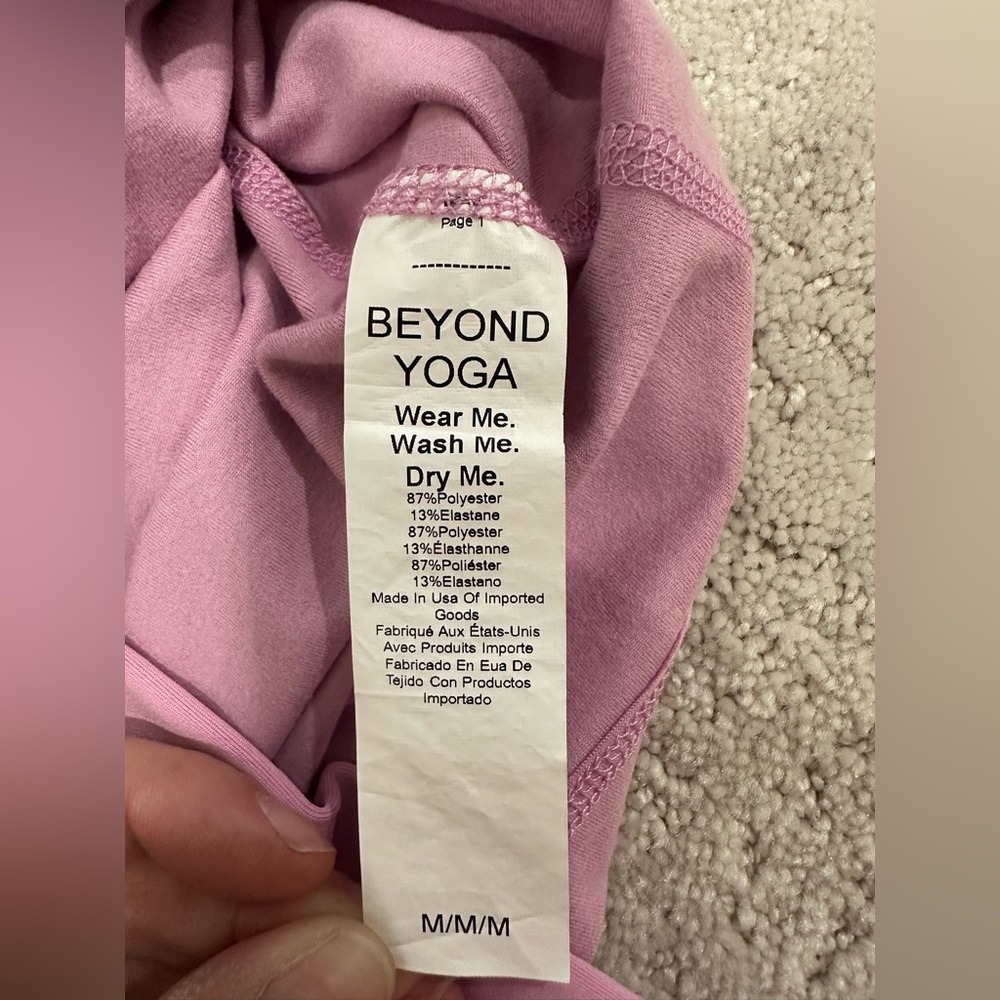 Page 1
------------
BEYOND
YOGA
Wear Me.
Wash Me.
Dry Me.
87%Polyester
13%Elastane
87%Polyester
13%Élasthanne
87%Poliéster
13%Elastano
Made In Usa Of Imported
Goods
Fabriqué Aux États-Unis
Avec Produits Importe
Fabricado En Eua De
Tejido Con Productos
Importado
M/M/M